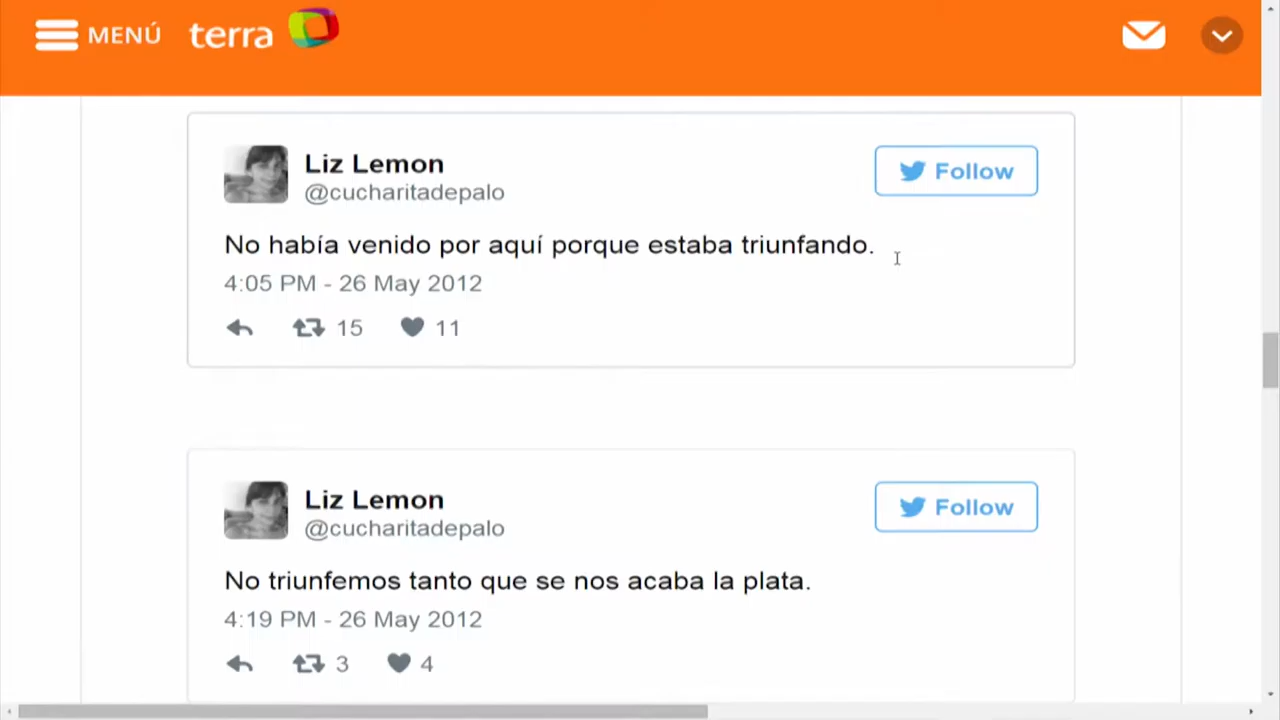 MENÚ terra
Liz Lemon
Follow
@cucharitadepalo
No había venido por aquí porque estaba triunfando.
4:05 PM - 26 May 2012
15 11
Liz Lemon
Follow
@cucharitadepalo
No triunfemos tanto que se nos acaba la plata.
4:19 PM - 26 May 2012
3 4